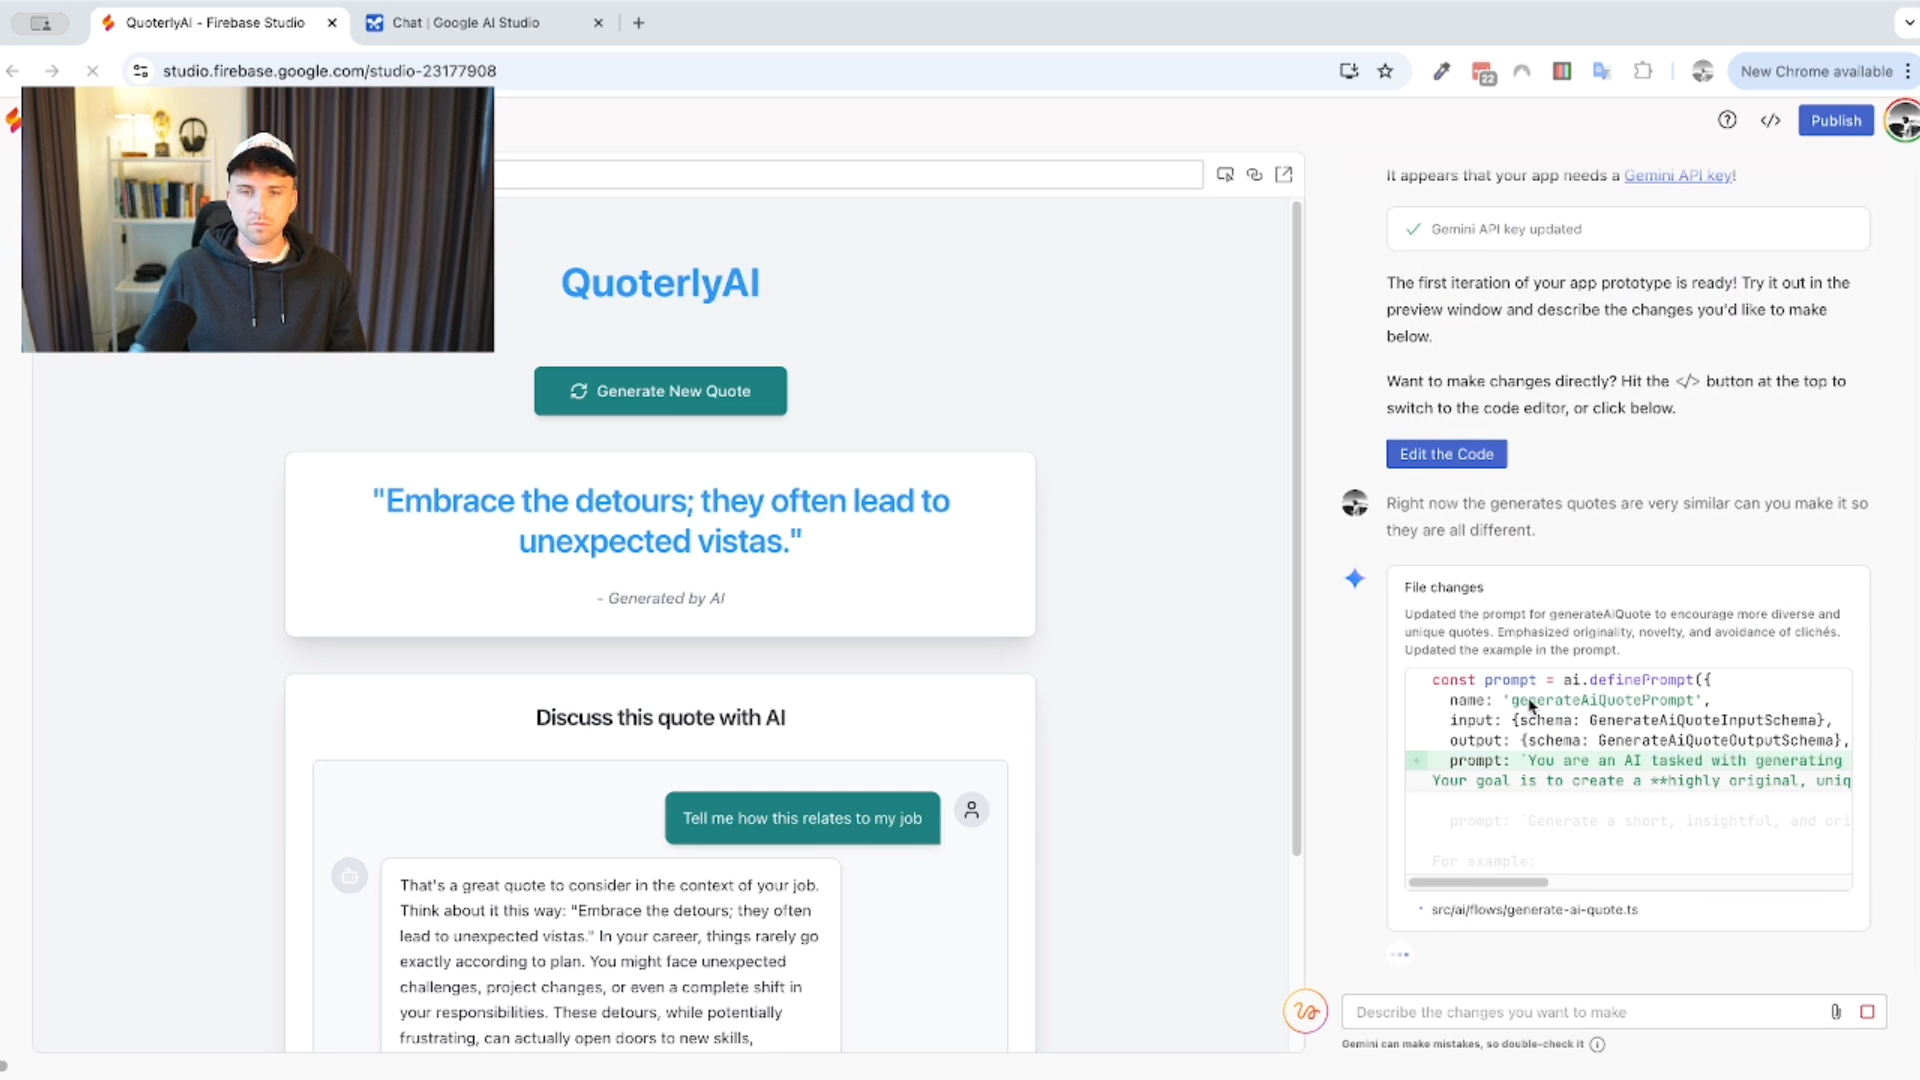 QuoterlyAI - Firebase Studio
Chat | Google AI Studio
studio.firebase.google.com/studio-23177908
22
New Chrome available
Publish
QuoterlyAI
Generate New Quote
"Embrace the detours; they often lead to
unexpected vistas."
- Generated by AI
Discuss this quote with AI
Tell me how this relates to my job
That's a great quote to consider in the context of your job.
Think about it this way: "Embrace the detours; they often
lead to unexpected vistas." In your career, things rarely go
exactly according to plan. You might face unexpected
challenges, project changes, or even a complete shift in
your responsibilities. These detours, while potentially
frustrating, can actually open doors to new skills,
It appears that your app needs a Gemini API key!
Gemini API key updated
The first iteration of your app prototype is ready! Try it out in the
preview window and describe the changes you'd like to make
below.
Want to make changes directly? Hit the </> button at the top to
switch to the code editor, or click below.
Edit the Code
Right now the generates quotes are very similar can you make it so
they are all different.
File changes
Updated the prompt for generateAiQuote to encourage more diverse and
unique quotes. Emphasized originality, novelty, and avoidance of clichés.
Updated the example in the prompt.
const prompt = ai.definePrompt({
name: 'generateAiQuotePrompt',
input: {schema: GenerateAiQuoteInputSchema},
output: {schema: GenerateAiQuoteOutputSchema},
+ prompt: `You are an AI tasked with generating
Your goal is to create a **highly original, uniq
prompt: `Generate a short, insightful, and ori
For example:
src/ai/flows/generate-ai-quote.ts
Describe the changes you want to make
Gemini can make mistakes, so double-check it